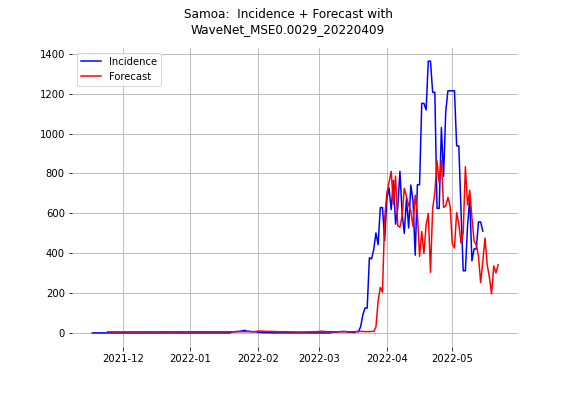 Samoa:  Incidence + Forecast with
WaveNet_MSE0.0029_20220409
Incidence
Forecast
1400
1200
1000
800
600
400
200
0
2021-12 2022-01 2022-02 2022-03 2022-04 2022-05